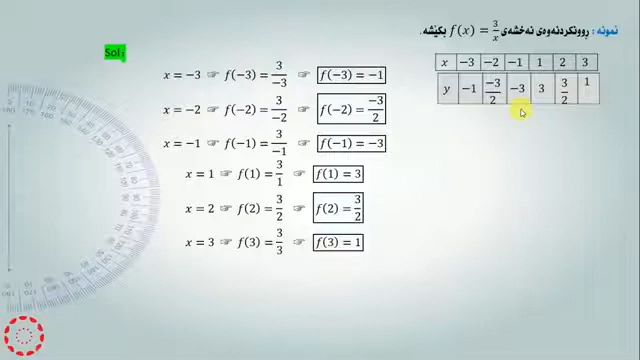 نمونە : ڕوونکردنەوەی نەخشەی f(x) = 3/x بکێشە .
Sol:
x = −3 ☞ f(−3) = 3/−3 ☞ f(−3) = −1
x = −2 ☞ f(−2) = 3/−2 ☞ f(−2) = −3/2
x = −1 ☞ f(−1) = 3/−1 ☞ f(−1) = −3
x = 1 ☞ f(1) = 3/1 ☞ f(1) = 3
x = 2 ☞ f(2) = 3/2 ☞ f(2) = 3/2
x = 3 ☞ f(3) = 3/3 ☞ f(3) = 1
x −3 −2 −1 1 2 3
y −1 −3/2 −3 3 3/2 1